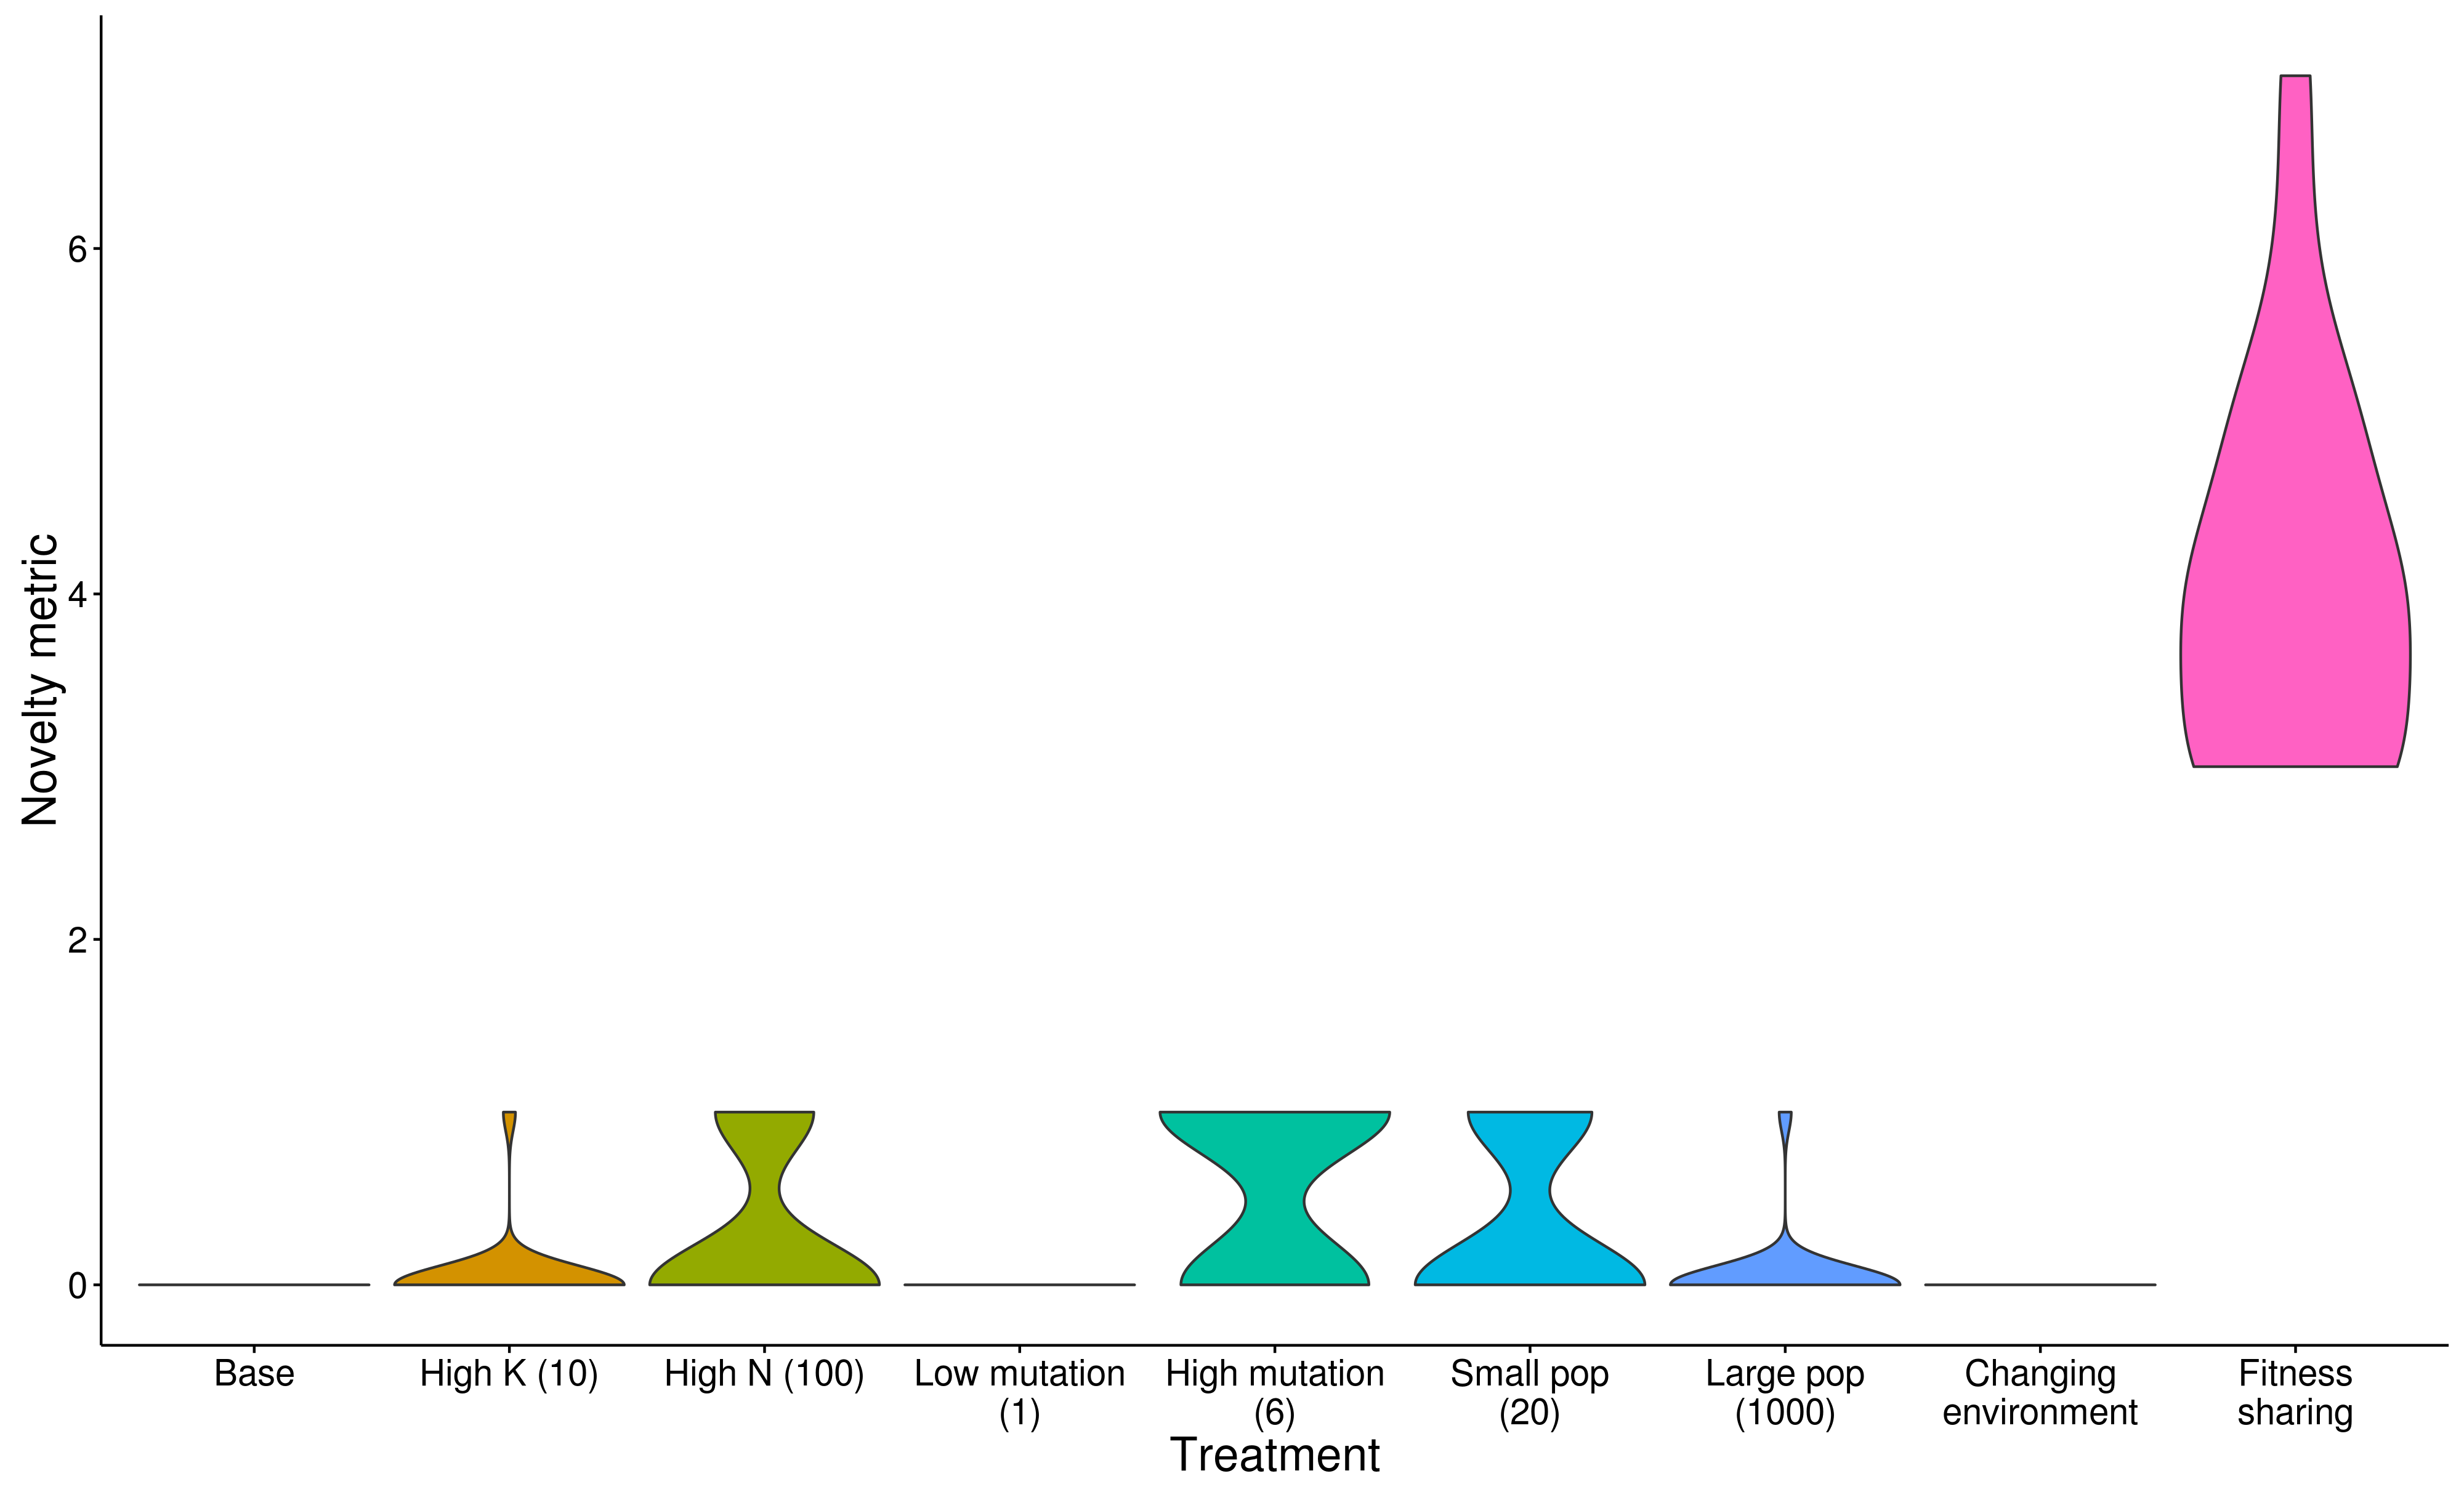 Novelty metric
6
4
2
0
Base
High K (10)
High N (100)
Low mutation
(1)
High mutation
(6)
Small pop
(20)
Large pop
(1000)
Changing
environment
Fitness
sharing
Treatment